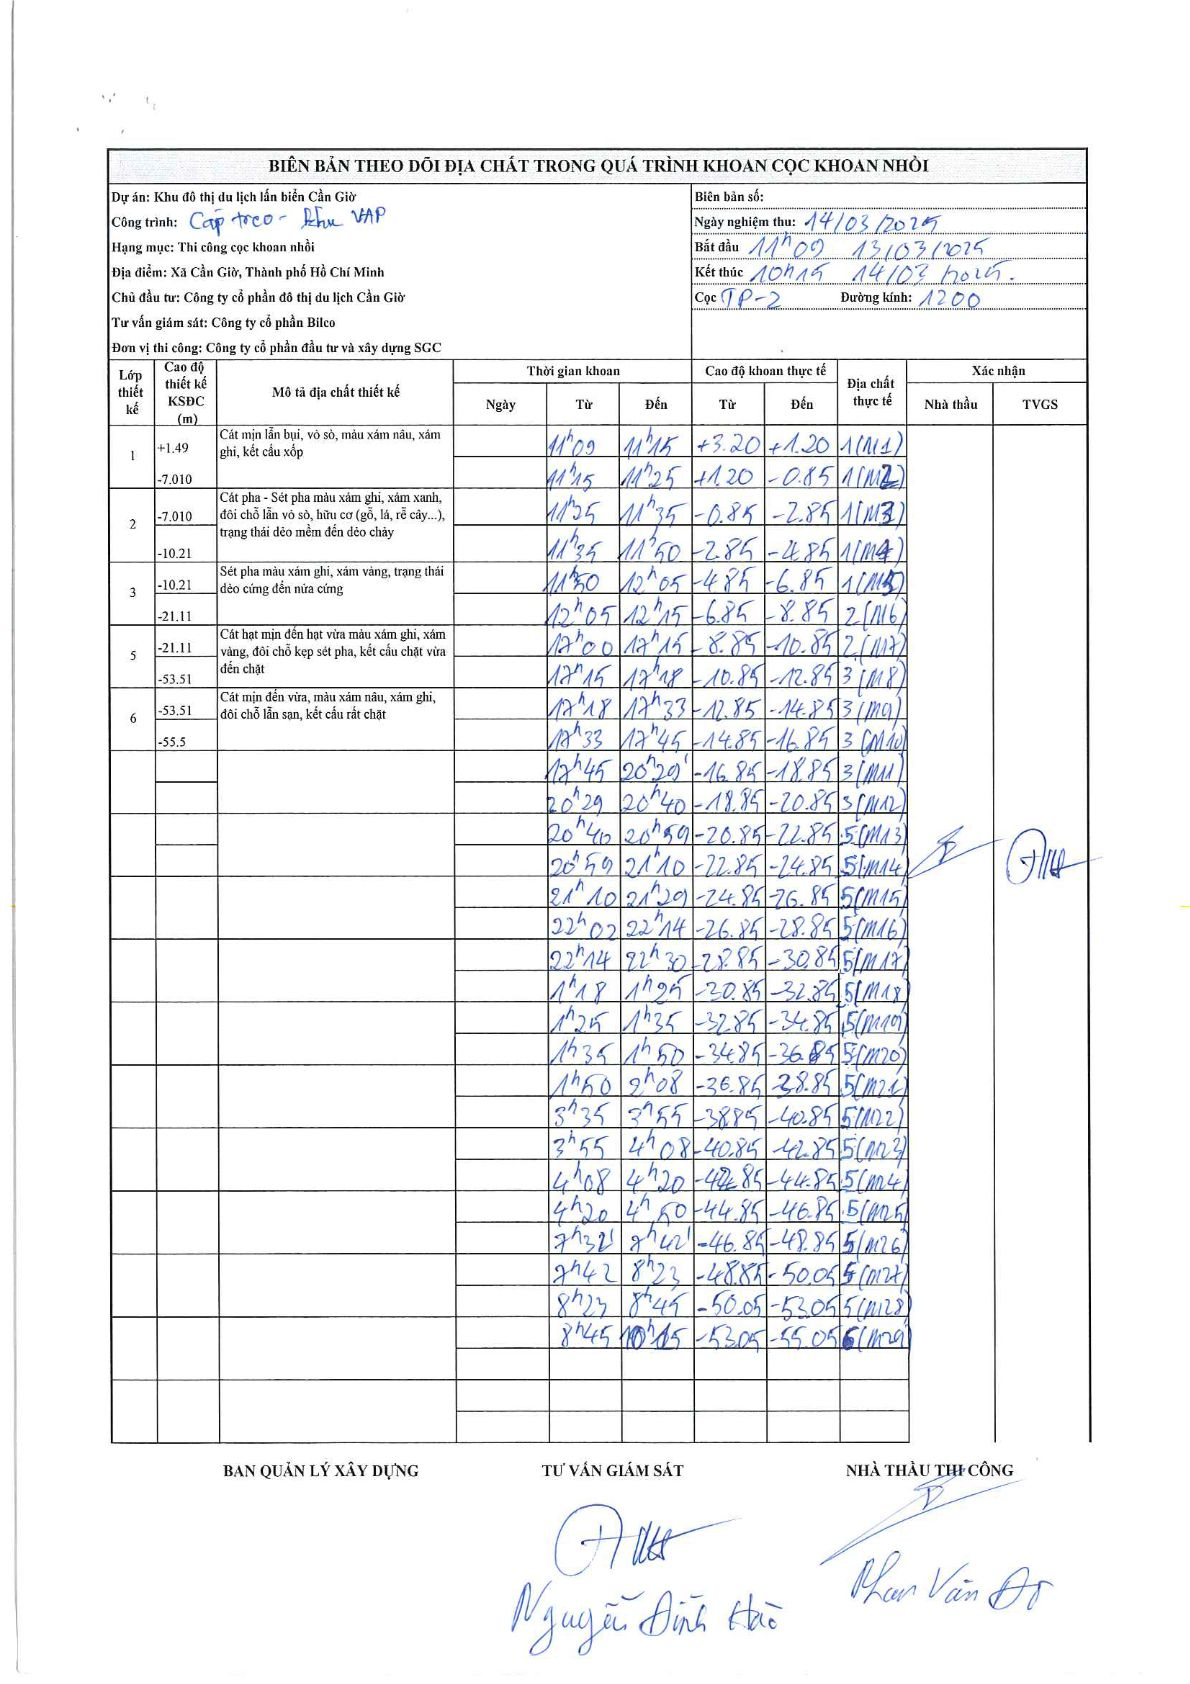 BIÊN BẢN THEO DÕI ĐỊA CHẤT TRONG QUÁ TRÌNH KHOAN CỌC KHOAN NHỒI
Dự án: Khu đô thị du lịch lấn biển Cần Giờ
Biên bản số:
Công trình: Cáp treo - khu VAP
Ngày nghiệm thu: 14/03/2025
Hạng mục: Thi công cọc khoan nhồi
Bắt đầu 11h09 13/03/2025
Địa điểm: Xã Cần Giờ, Thành phố Hồ Chí Minh
Kết thúc 10h15 14/03/2025.
Chủ đầu tư: Công ty cổ phần đô thị du lịch Cần Giờ
Cọc TP-2 Đường kính: 1200
Tư vấn giám sát: Công ty cổ phần Bilco
Đơn vị thi công: Công ty cổ phần đầu tư và xây dựng SGC
Lớp thiết kế
Cao độ thiết kế KSĐC (m)
Mô tả địa chất thiết kế
Thời gian khoan
Cao độ khoan thực tế
Địa chất thực tế
Xác nhận
Ngày Từ Đến Từ Đến Nhà thầu TVGS
1 +1.49 -7.010 Cát mịn lẫn bụi, vỏ sò, màu xám nâu, xám
ghi, kết cấu xốp
2 -7.010 -10.21 Cát pha - Sét pha màu xám ghi, xám xanh,
đôi chỗ lẫn vỏ sò, hữu cơ (gỗ, lá, rễ cây...),
trạng thái dẻo mềm đến dẻo chảy
3 -10.21 -21.11 Sét pha màu xám ghi, xám vàng, trạng thái
dẻo cứng đến nửa cứng
5 -21.11 -53.51 Cát hạt mịn đến hạt vừa màu xám ghi, xám
vàng, đôi chỗ kẹp sét pha, kết cấu chặt vừa
đến chặt
6 -53.51 -55.5 Cát mịn đến vừa, màu xám nâu, xám ghi,
đôi chỗ lẫn sạn, kết cấu rất chặt
11h09 11h15 +3.20 +1.20 1(M1)
11h15 11h25 +1.20 -0.85 1(M2)
11h25 11h35 -0.85 -2.85 1(M3)
11h35 11h50 -2.85 -4.85 1(M4)
11h50 12h05 -4.85 -6.85 1(M5)
12h05 12h15 -6.85 -8.85 2(M6)
17h00 17h15 -8.85 -10.85 2(M7)
17h15 17h18 -10.85 -12.85 3(M8)
17h18 17h33 -12.85 -14.85 3(M9)
17h33 17h45 -14.85 -16.85 3(M10)
17h45 20h29' -16.85 -18.85 3(M11)
20h29 20h40 -18.85 -20.85 3(M12)
20h40 20h59 -20.85 -22.85 5(M13)
20h59 21h10 -22.85 -24.85 5(M14)
21h10 21h29 -24.85 -26.85 5(M15)
22h02 22h14 -26.85 -28.85 5(M16)
22h14 22h30 -28.85 -30.85 5(M17)
1h18 1h25 -30.85 -32.85 5(M18)
1h25 1h35 -32.85 -34.85 5(M19)
1h35 1h50 -34.85 -36.85 5(M20)
1h50 2h08 -36.85 -38.85 5(M21)
3h35 3h55 -38.85 -40.85 5(M22)
3h55 4h08 -40.85 -42.85 5(M23)
4h08 4h20 -42.85 -44.85 5(M24)
4h20 4h50 -44.85 -46.85 5(M25)
7h32' 7h42' -46.85 -48.85 5(M26)
7h42 8h23 -48.85 -50.05 5(M27)
8h23 8h45 -50.05 -53.05 5(M28)
8h45 10h15 -53.05 -55.05 6(M29)
BAN QUẢN LÝ XÂY DỰNG TƯ VẤN GIÁM SÁT NHÀ THẦU THI CÔNG
Nguyễn Đình Hào
Phan Văn